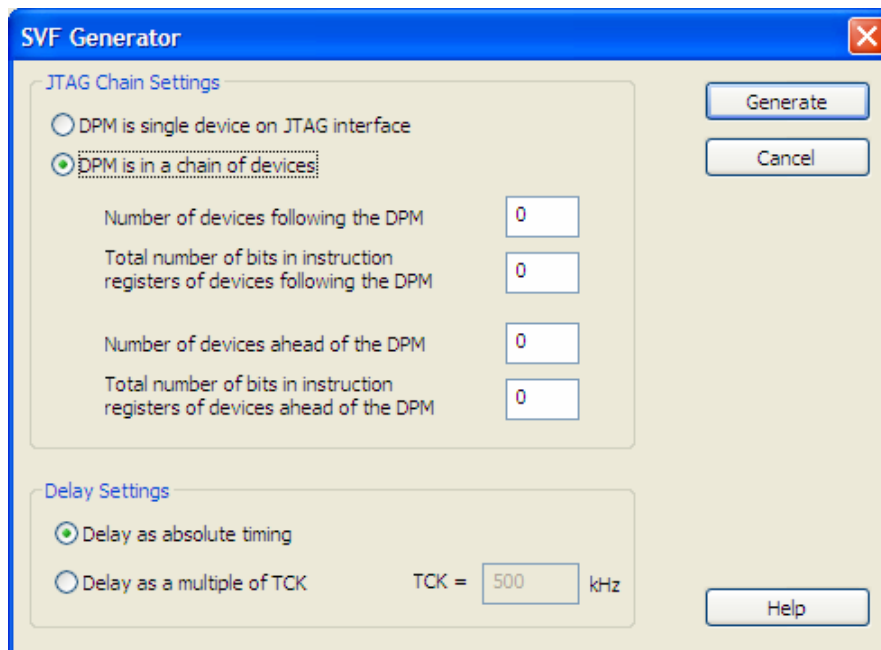 SVF Generator
JTAG Chain Settings
DPM is single device on JTAG interface
DPM is in a chain of devices
Number of devices following the DPM
0
Total number of bits in instruction
registers of devices following the DPM
0
Number of devices ahead of the DPM
0
Total number of bits in instruction
registers of devices ahead of the DPM
0
Delay Settings
Delay as absolute timing
Delay as a multiple of TCK
TCK = 500 kHz
Generate
Cancel
Help